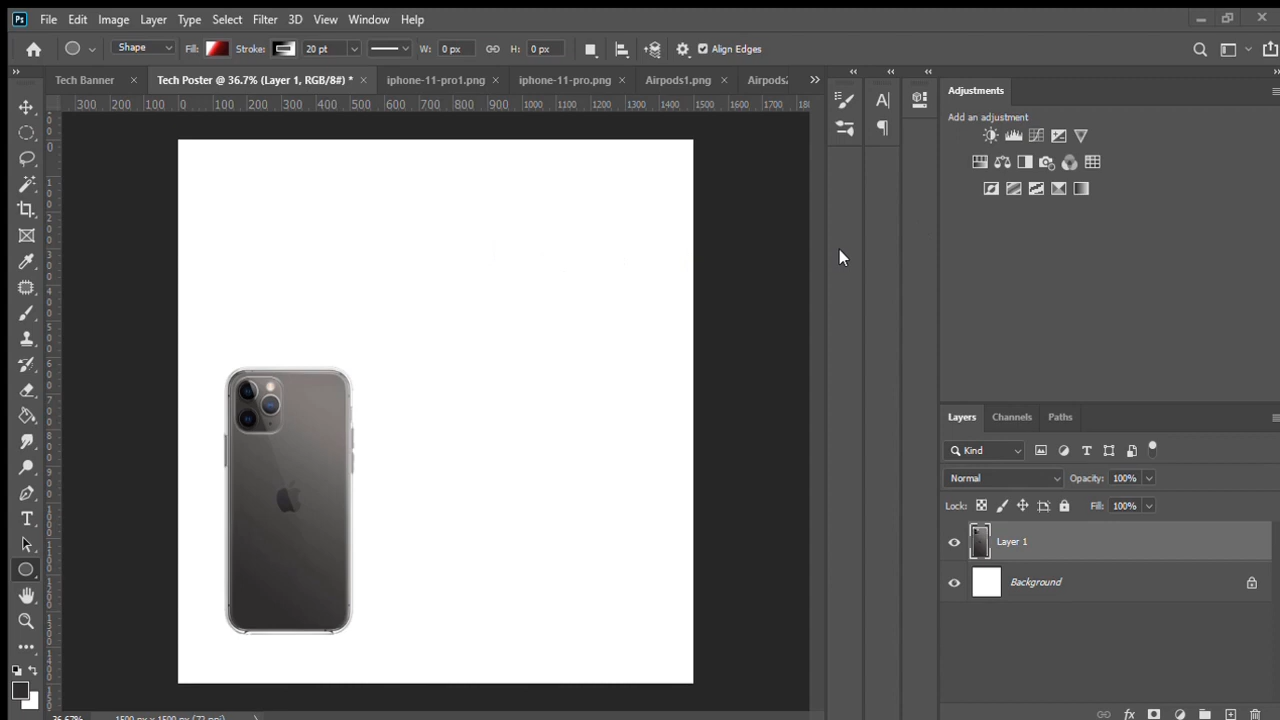 Ps File Edit Image Layer Type Select Filter 3D View Window Help
Shape Fill: Stroke: 20 pt W: 0 px H: 0 px Align Edges
Tech Banner × Tech Poster @ 36.7% (Layer 1, RGB/8#) * × iphone-11-pro1.png × iphone-11-pro.png × Airpods1.png × Airpods2
300 200 100 0 100 200 300 400 500 600 700 800 900 1000 1100 1200 1300 1400 1500 1600 1700
Adjustments
Add an adjustment
Layers Channels Paths
Kind
Normal Opacity: 100%
Lock: Fill: 100%
Layer 1
Background
36.67% 1500 px x 1500 px (72 ppi)